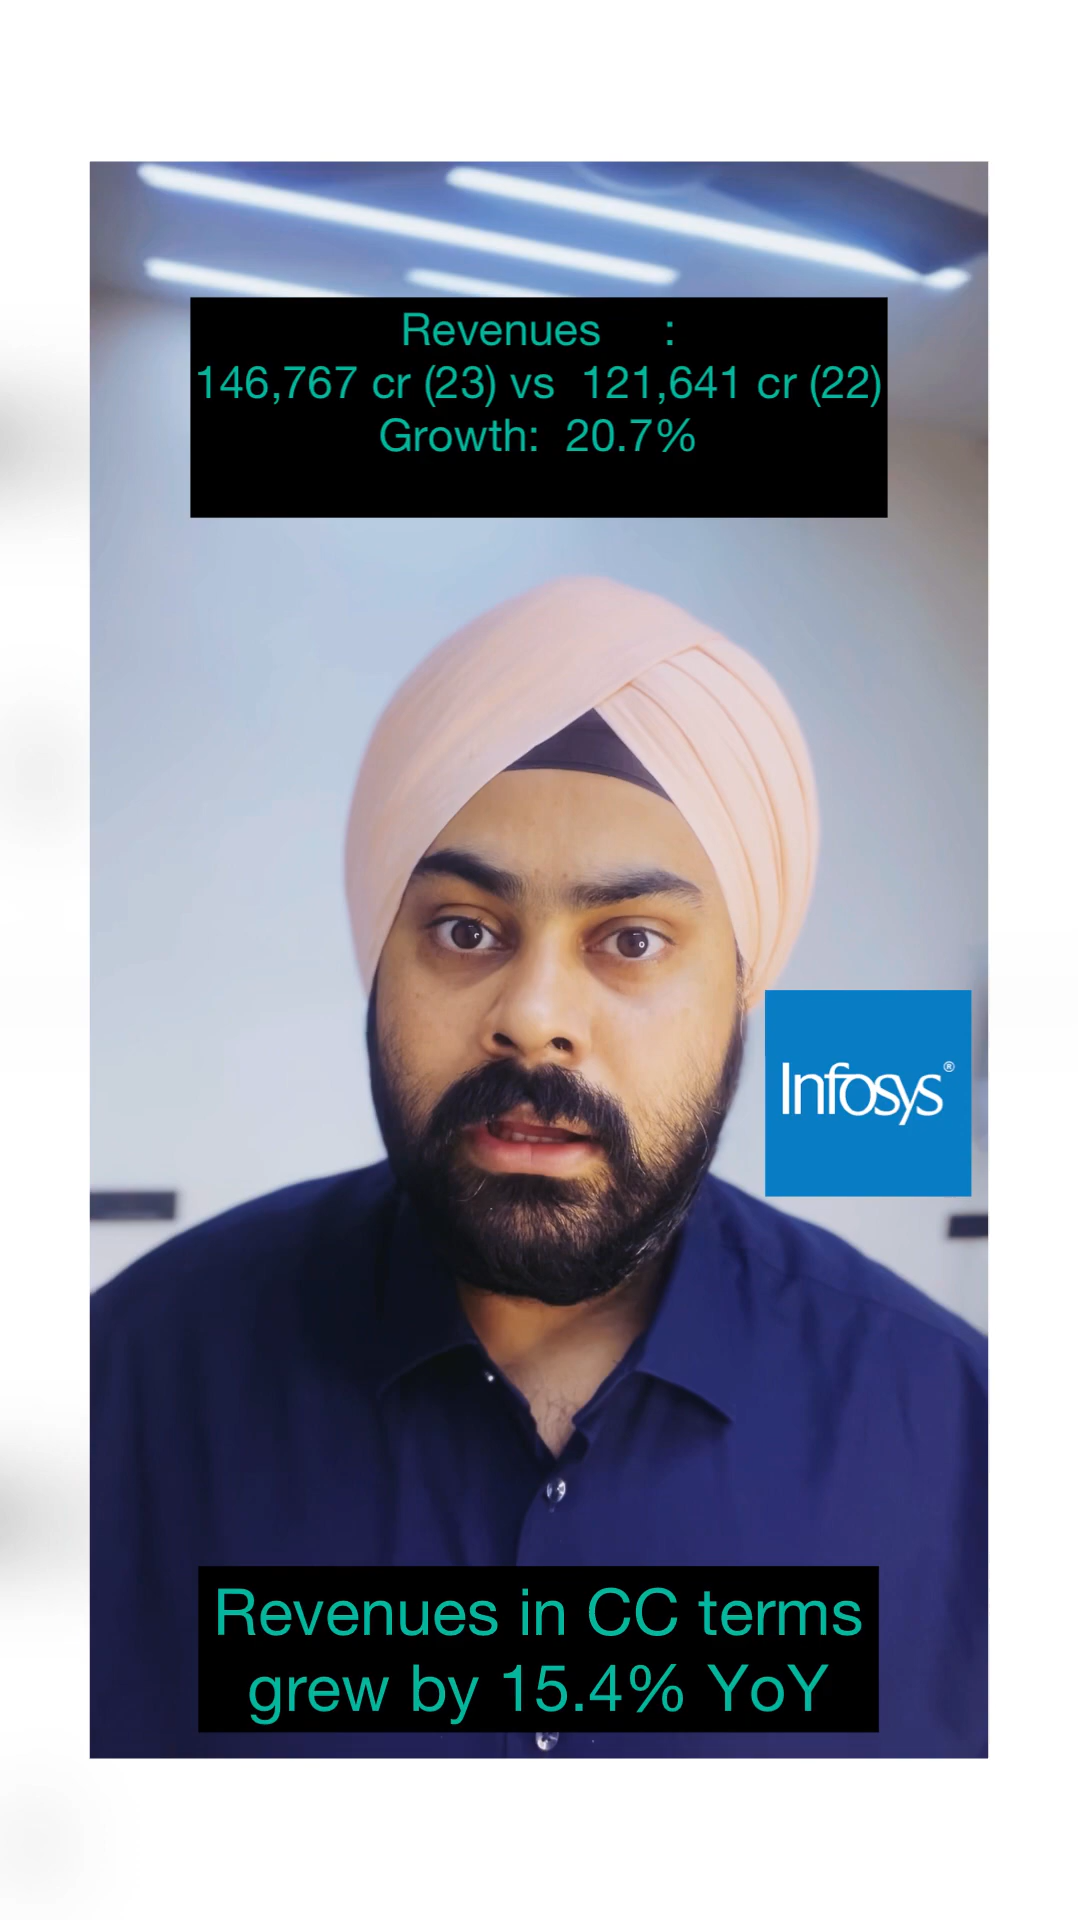 Revenues :
146,767 cr (23) vs 121,641 cr (22)
Growth: 20.7%
Infosys®
Revenues in CC terms
grew by 15.4% YoY